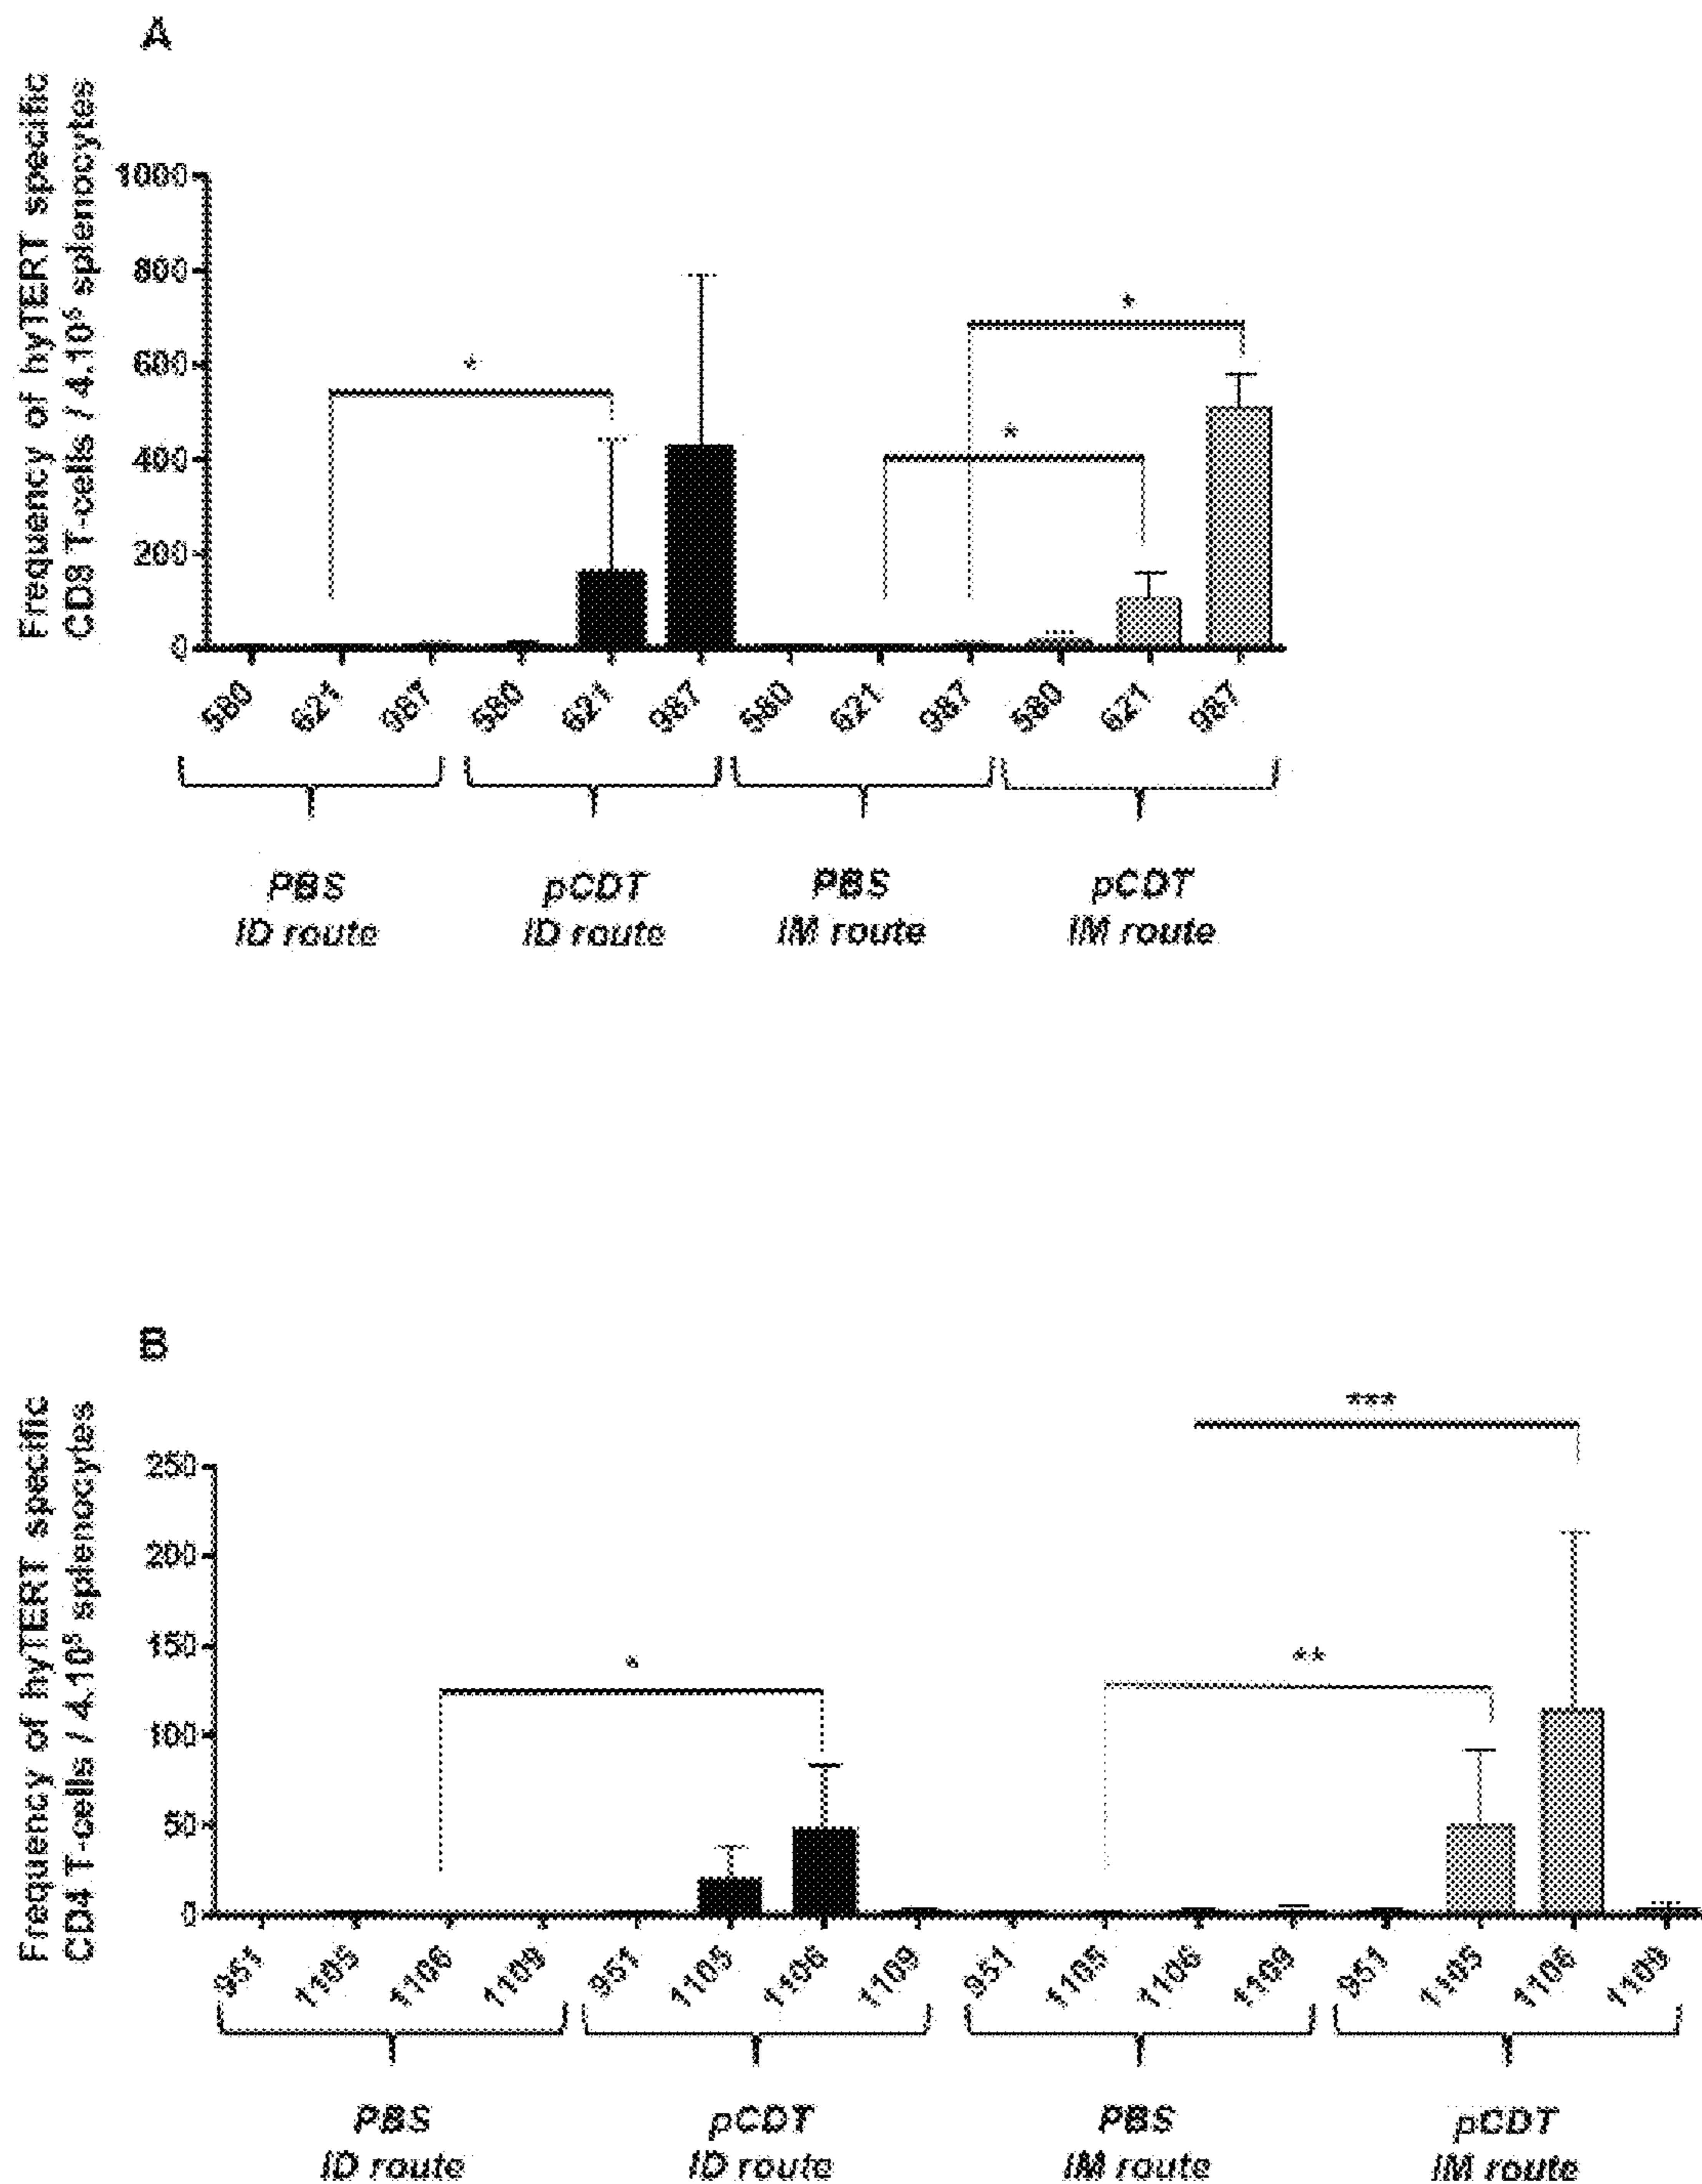 A
Frequency of hyTERT specific
CD8 T-cells / 4.10⁵ splenocytes
1000
800
600
400
200
0
*
*
*
580 621 987 580 621 987 580 621 987 580 621 987
PBS pCDT PBS pCDT
ID route ID route IM route IM route
B
Frequency of hyTERT specific
CD4 T-cells / 4.10⁵ splenocytes
250
200
150
100
50
0
***
*
**
951 1105 1106 1109 951 1105 1106 1109 951 1105 1106 1109 951 1105 1106 1109
PBS pCDT PBS pCDT
ID route ID route IM route IM route